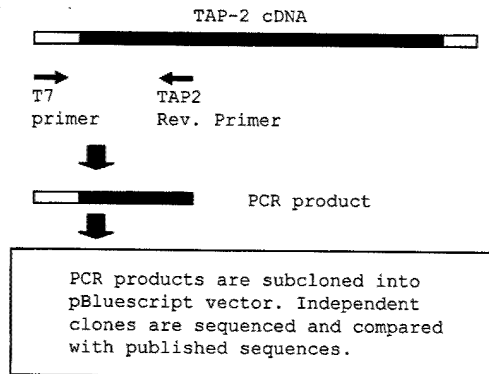 TAP-2 cDNA
T7 primer
TAP2 Rev. Primer
PCR product
PCR products are subcloned into
pBluescript vector. Independent
clones are sequenced and compared
with published sequences.